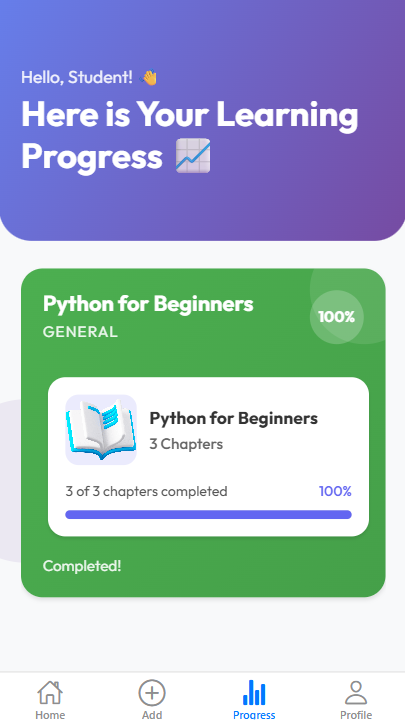 Hello, Student! 👋
Here is Your Learning
Progress 📈
Python for Beginners
GENERAL
100%
Python for Beginners
3 Chapters
3 of 3 chapters completed
100%
Completed!
Home
Add
Progress
Profile